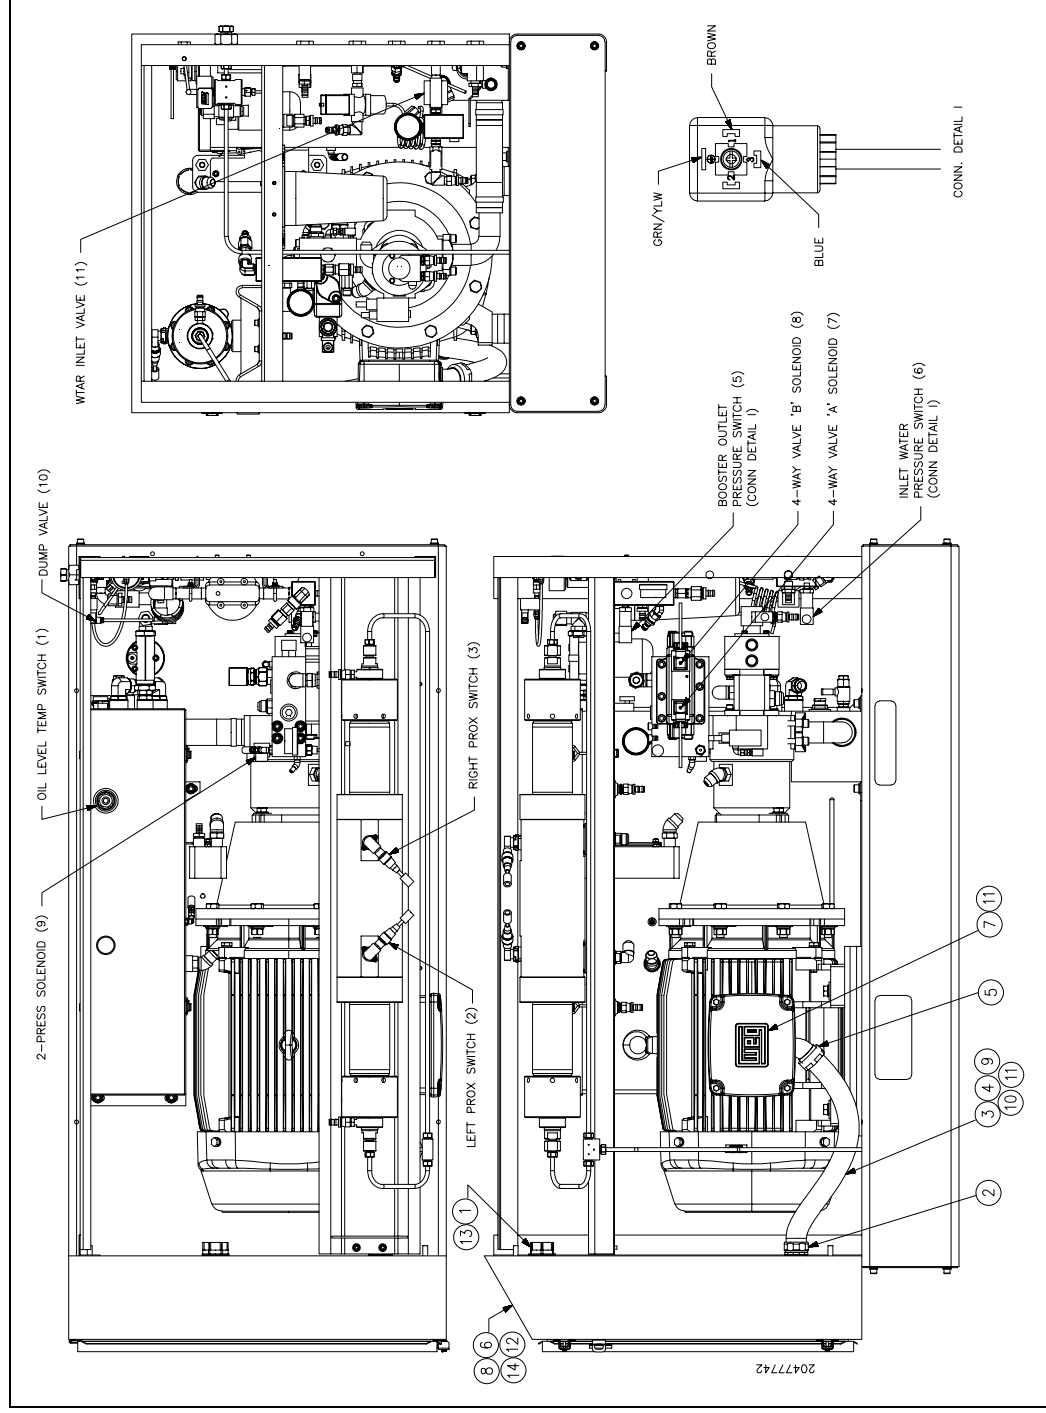 WTAR INLET VALVE (11)
BROWN
GRN/YLW
BLUE
1
2
3
CONN. DETAIL I
DUMP VALVE (10)
OIL LEVEL TEMP SWITCH (1)
2-PRESS SOLENOID (9)
RIGHT PROX SWITCH (3)
LEFT PROX SWITCH (2)
BOOSTER OUTLET
PRESSURE SWITCH (5)
(CONN DETAIL I)
4-WAY VALVE 'B' SOLENOID (8)
4-WAY VALVE 'A' SOLENOID (7)
INLET WATER
PRESSURE SWITCH (6)
(CONN DETAIL I)
7 11
5
3 4 9
10 11
2
13 1
8 6
14 12
20477742